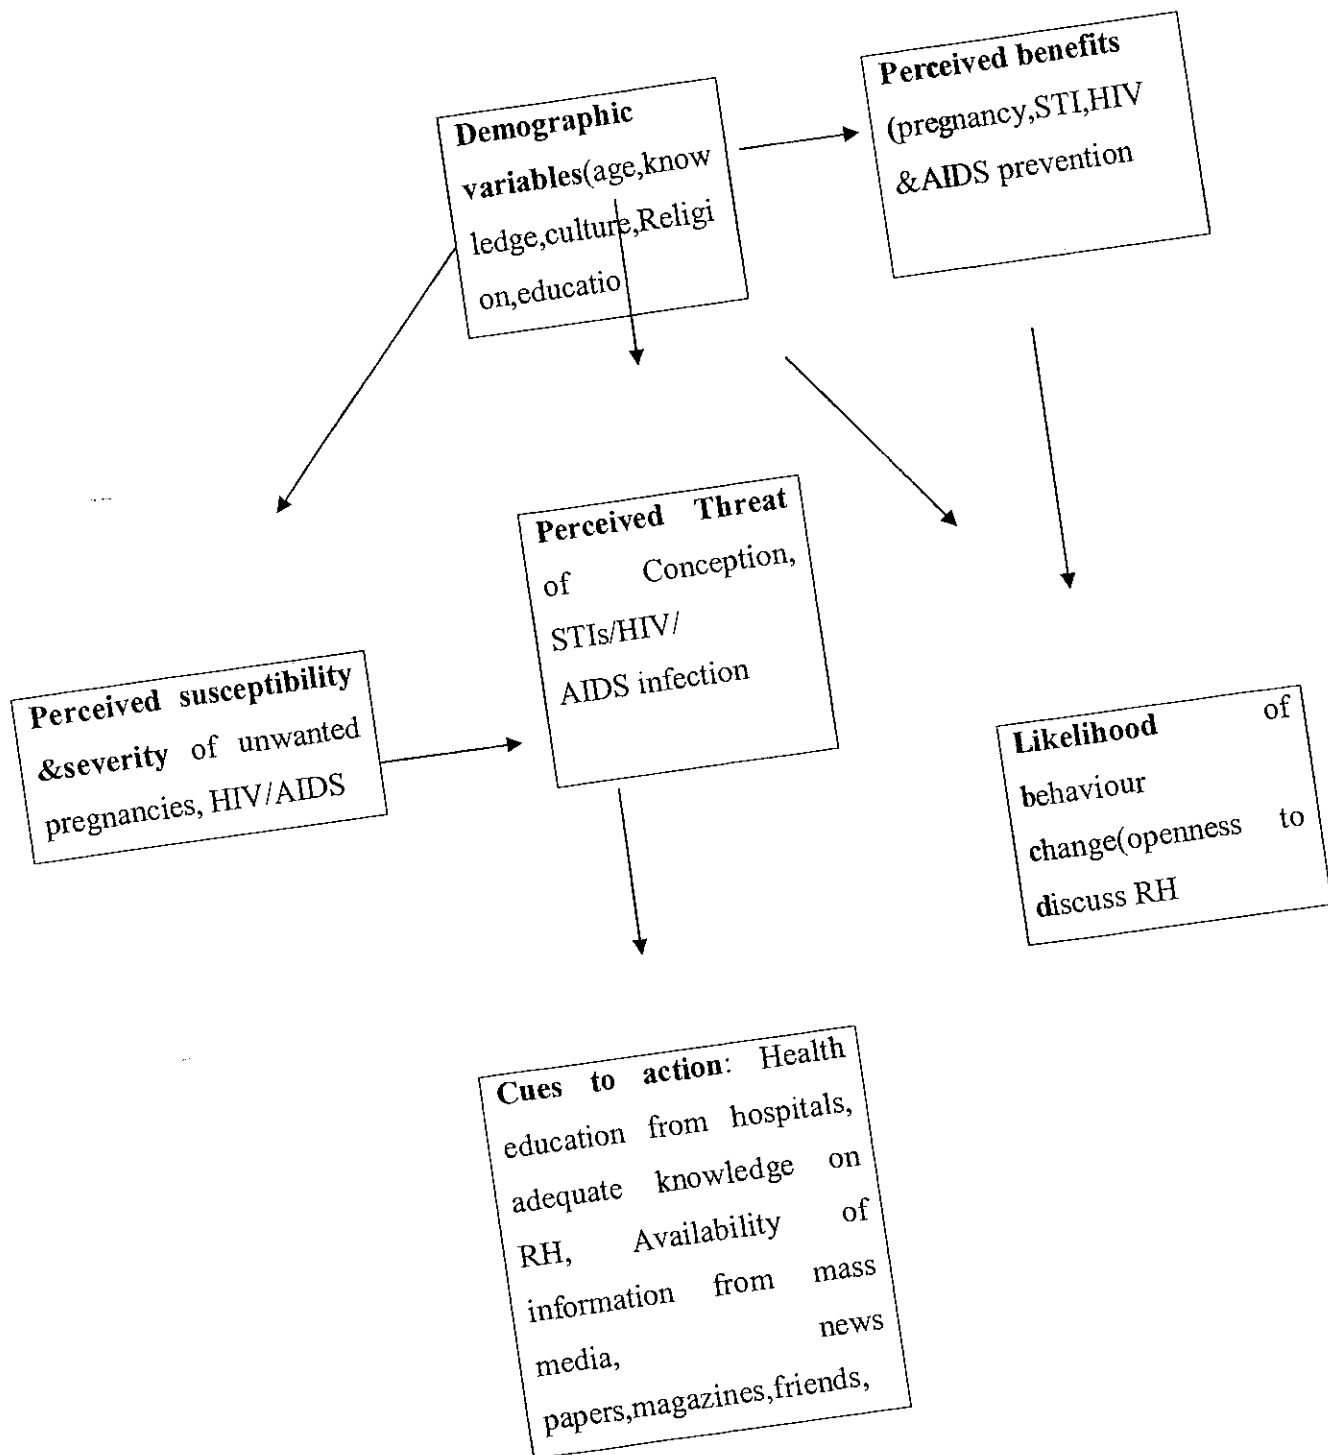 Demographic
variables(age,know
ledge,culture,Religi
on,educatio
Perceived benefits
(pregnancy,STI,HIV
&AIDS prevention
Perceived Threat
of Conception,
STIs/HIV/
AIDS infection
Perceived susceptibility
&severity of unwanted
pregnancies, HIV/AIDS
Likelihood of
behaviour
change(openness to
discuss RH
Cues to action: Health
education from hospitals,
adequate knowledge on
RH, Availability of
information from mass
media, news
papers,magazines,friends,